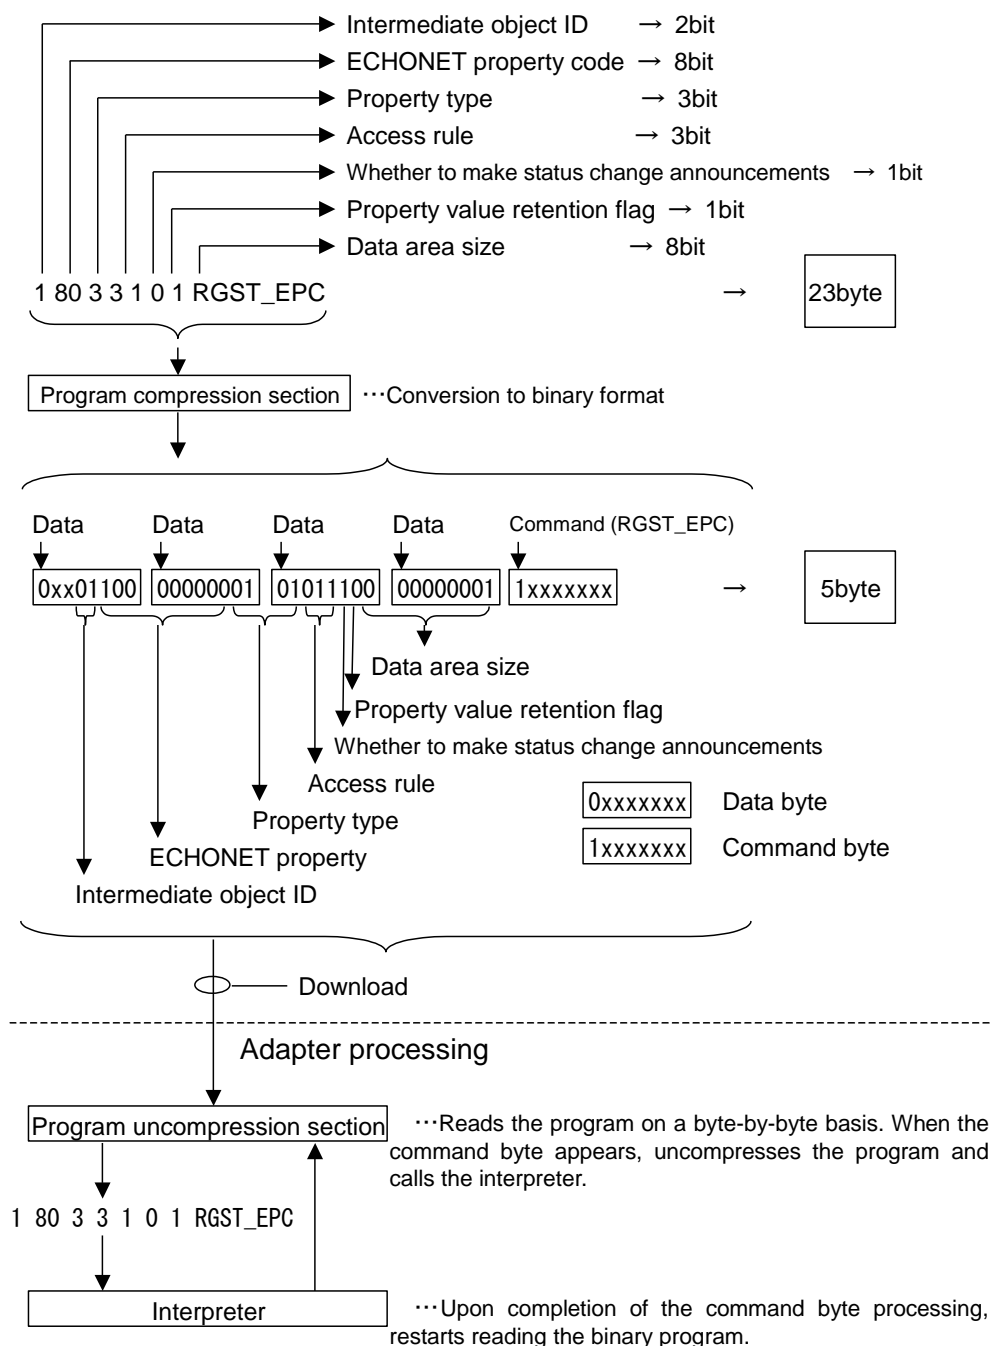 Intermediate object ID → 2bit
ECHONET property code → 8bit
Property type → 3bit
Access rule → 3bit
Whether to make status change announcements → 1bit
Property value retention flag → 1bit
Data area size → 8bit
1 80 3 3 1 0 1 RGST_EPC → 23byte
Program compression section …Conversion to binary format
Data Data Data Data Command (RGST_EPC)
0xx01100 00000001 01011100 00000001 1xxxxxxx → 5byte
Data area size
Property value retention flag
Whether to make status change announcements
Access rule
0xxxxxxx Data byte
Property type
1xxxxxxx Command byte
ECHONET property
Intermediate object ID
Download
Adapter processing
Program uncompression section …Reads the program on a byte-by-byte basis. When the
command byte appears, uncompresses the program and
calls the interpreter.
1 80 3 3 1 0 1 RGST_EPC
Interpreter …Upon completion of the command byte processing,
restarts reading the binary program.